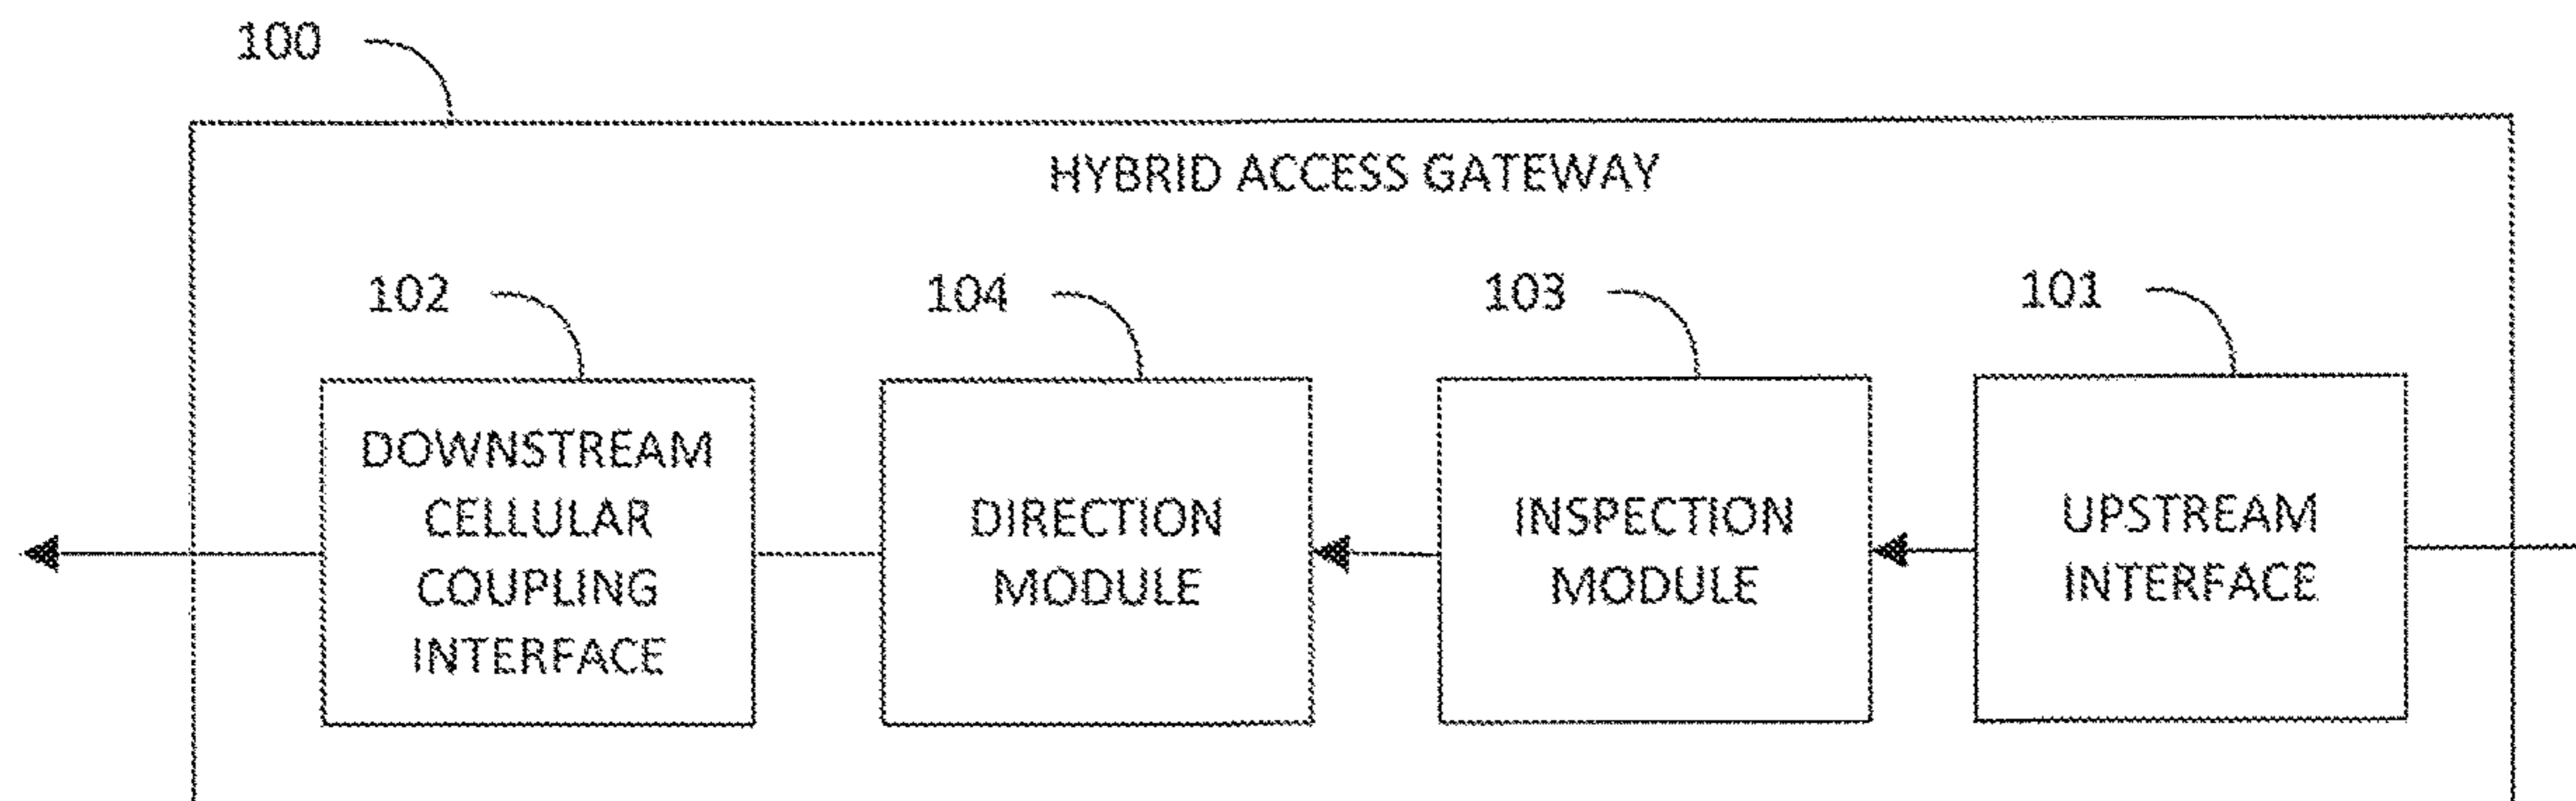 100
HYBRID ACCESS GATEWAY
102
104
103
101
DOWNSTREAM
CELLULAR
COUPLING
INTERFACE
DIRECTION
MODULE
INSPECTION
MODULE
UPSTREAM
INTERFACE